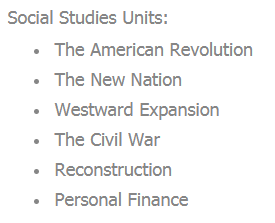 Social Studies Units:
• The American Revolution
• The New Nation
• Westward Expansion
• The Civil War
• Reconstruction
• Personal Finance